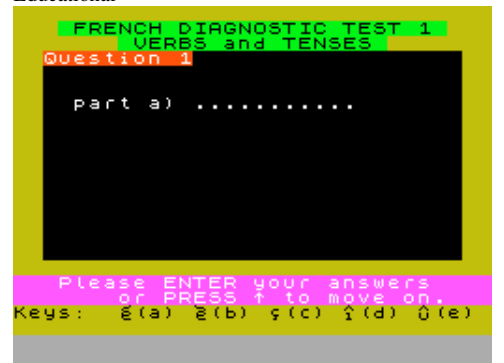 Educational
FRENCH DIAGNOSTIC TEST 1
VERBS and TENSES
Question 1
part a) ...........
Please ENTER your answers
or PRESS ↑ to move on.
Keys: (a) (b) ç(c) î(d) û(e)